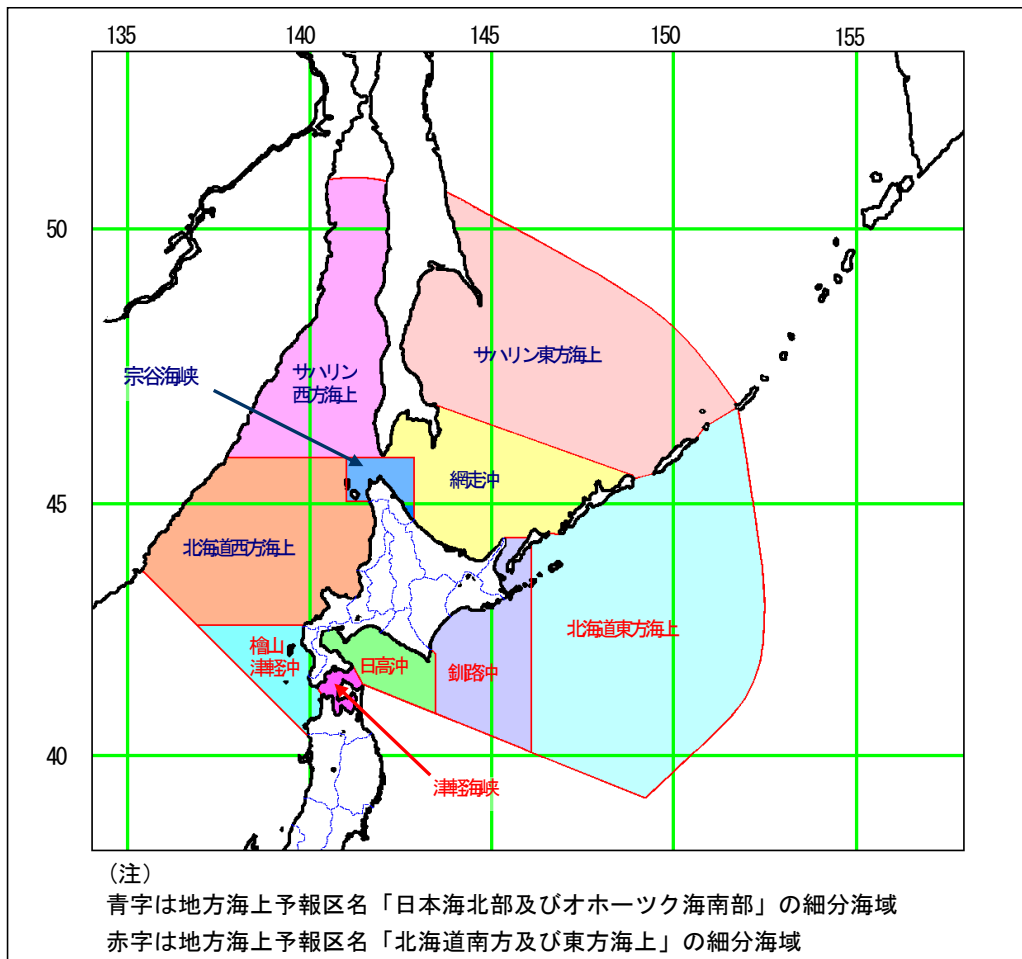 135 140 145 150 155
50
サハリン東方海上
宗谷海峡
サハリン
西方海上
網走沖
45
北海道西方海上
北海道東方海上
檜山
津軽沖
日高沖
釧路沖
40
津軽海峡
(注)
青字は地方海上予報区名「日本海北部及びオホーツク海南部」の細分海域
赤字は地方海上予報区名「北海道南方及び東方海上」の細分海域